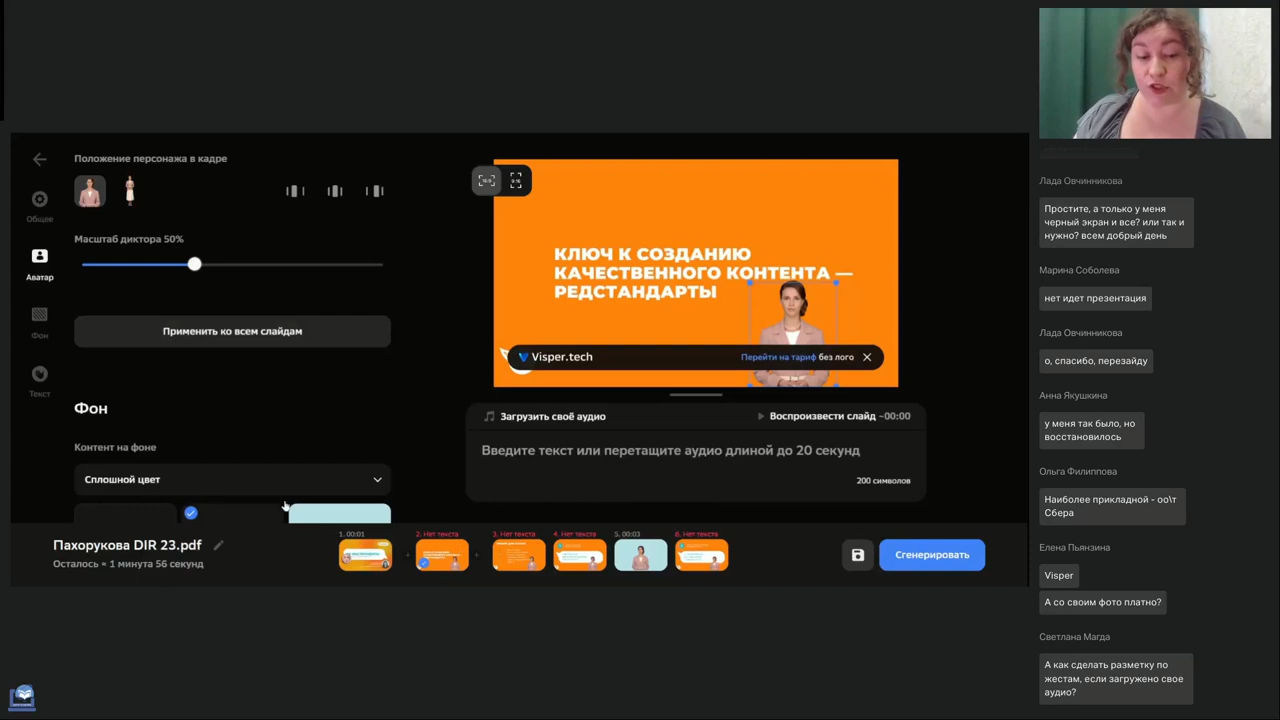 Положение персонажа в кадре
Масштаб диктора 50%
Применить ко всем слайдам
Фон
Контент на фоне
Сплошной цвет
Общее
Аватар
Фон
Текст
16:9
9:16
КЛЮЧ К СОЗДАНИЮ
КАЧЕСТВЕННОГО КОНТЕНТА —
РЕДСТАНДАРТЫ
Visper.tech
Перейти на тариф без лого
Загрузить своё аудио
Воспроизвести слайд ~00:00
Введите текст или перетащите аудио длиной до 20 секунд
200 символов
Пахорукова DIR 23.pdf
Осталось ≈ 1 минута 56 секунд
1. 00:01
2. Нет текста
3. Нет текста
4. Нет текста
5. 00:03
6. Нет текста
Сгенерировать
Лада Овчинникова
Простите, а только у меня
черный экран и все? или так и
нужно? всем добрый день
Марина Соболева
нет идет презентация
Лада Овчинникова
о, спасибо, перезайду
Анна Якушкина
у меня так было, но
восстановилось
Ольга Филиппова
Наиболее прикладной - оо\т
Сбера
Елена Пьянзина
Visper
А со своим фото платно?
Светлана Магда
А как сделать разметку по
жестам, если загружено свое
аудио?